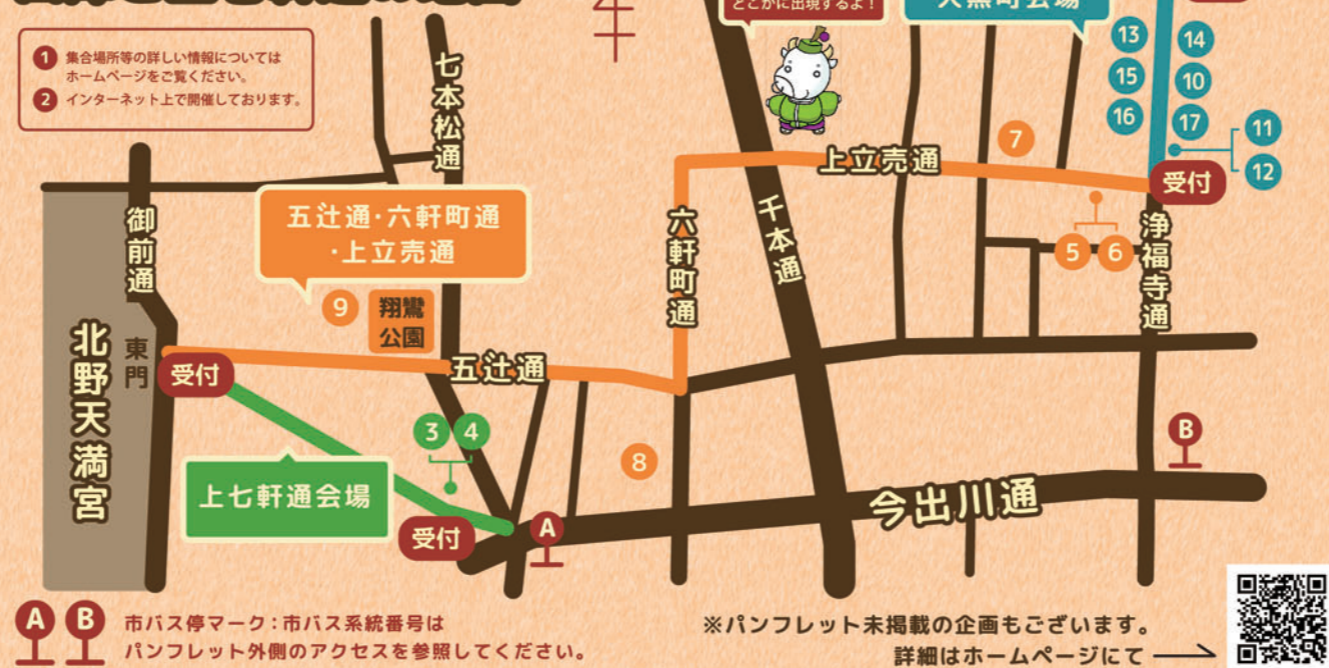 どこかに出現するよ!
大黒町会場
1 集合場所等の詳しい情報については
ホームページをご覧ください。
2 インターネット上で開催しております。
七本松通
13
14
15
10
16
17
11
12
7
上立売通
受付
御前通
五辻通・六軒町通
・上立売通
六軒町通
千本通
5
6
浄福寺通
9
翔鸞
公園
北野天満宮
東門
受付
五辻通
3
4
8
B
上七軒通会場
今出川通
受付
A
A B 市バス停マーク:市バス系統番号は
パンフレット外側のアクセスを参照してください。
※パンフレット未掲載の企画もございます。
詳細はホームページにて